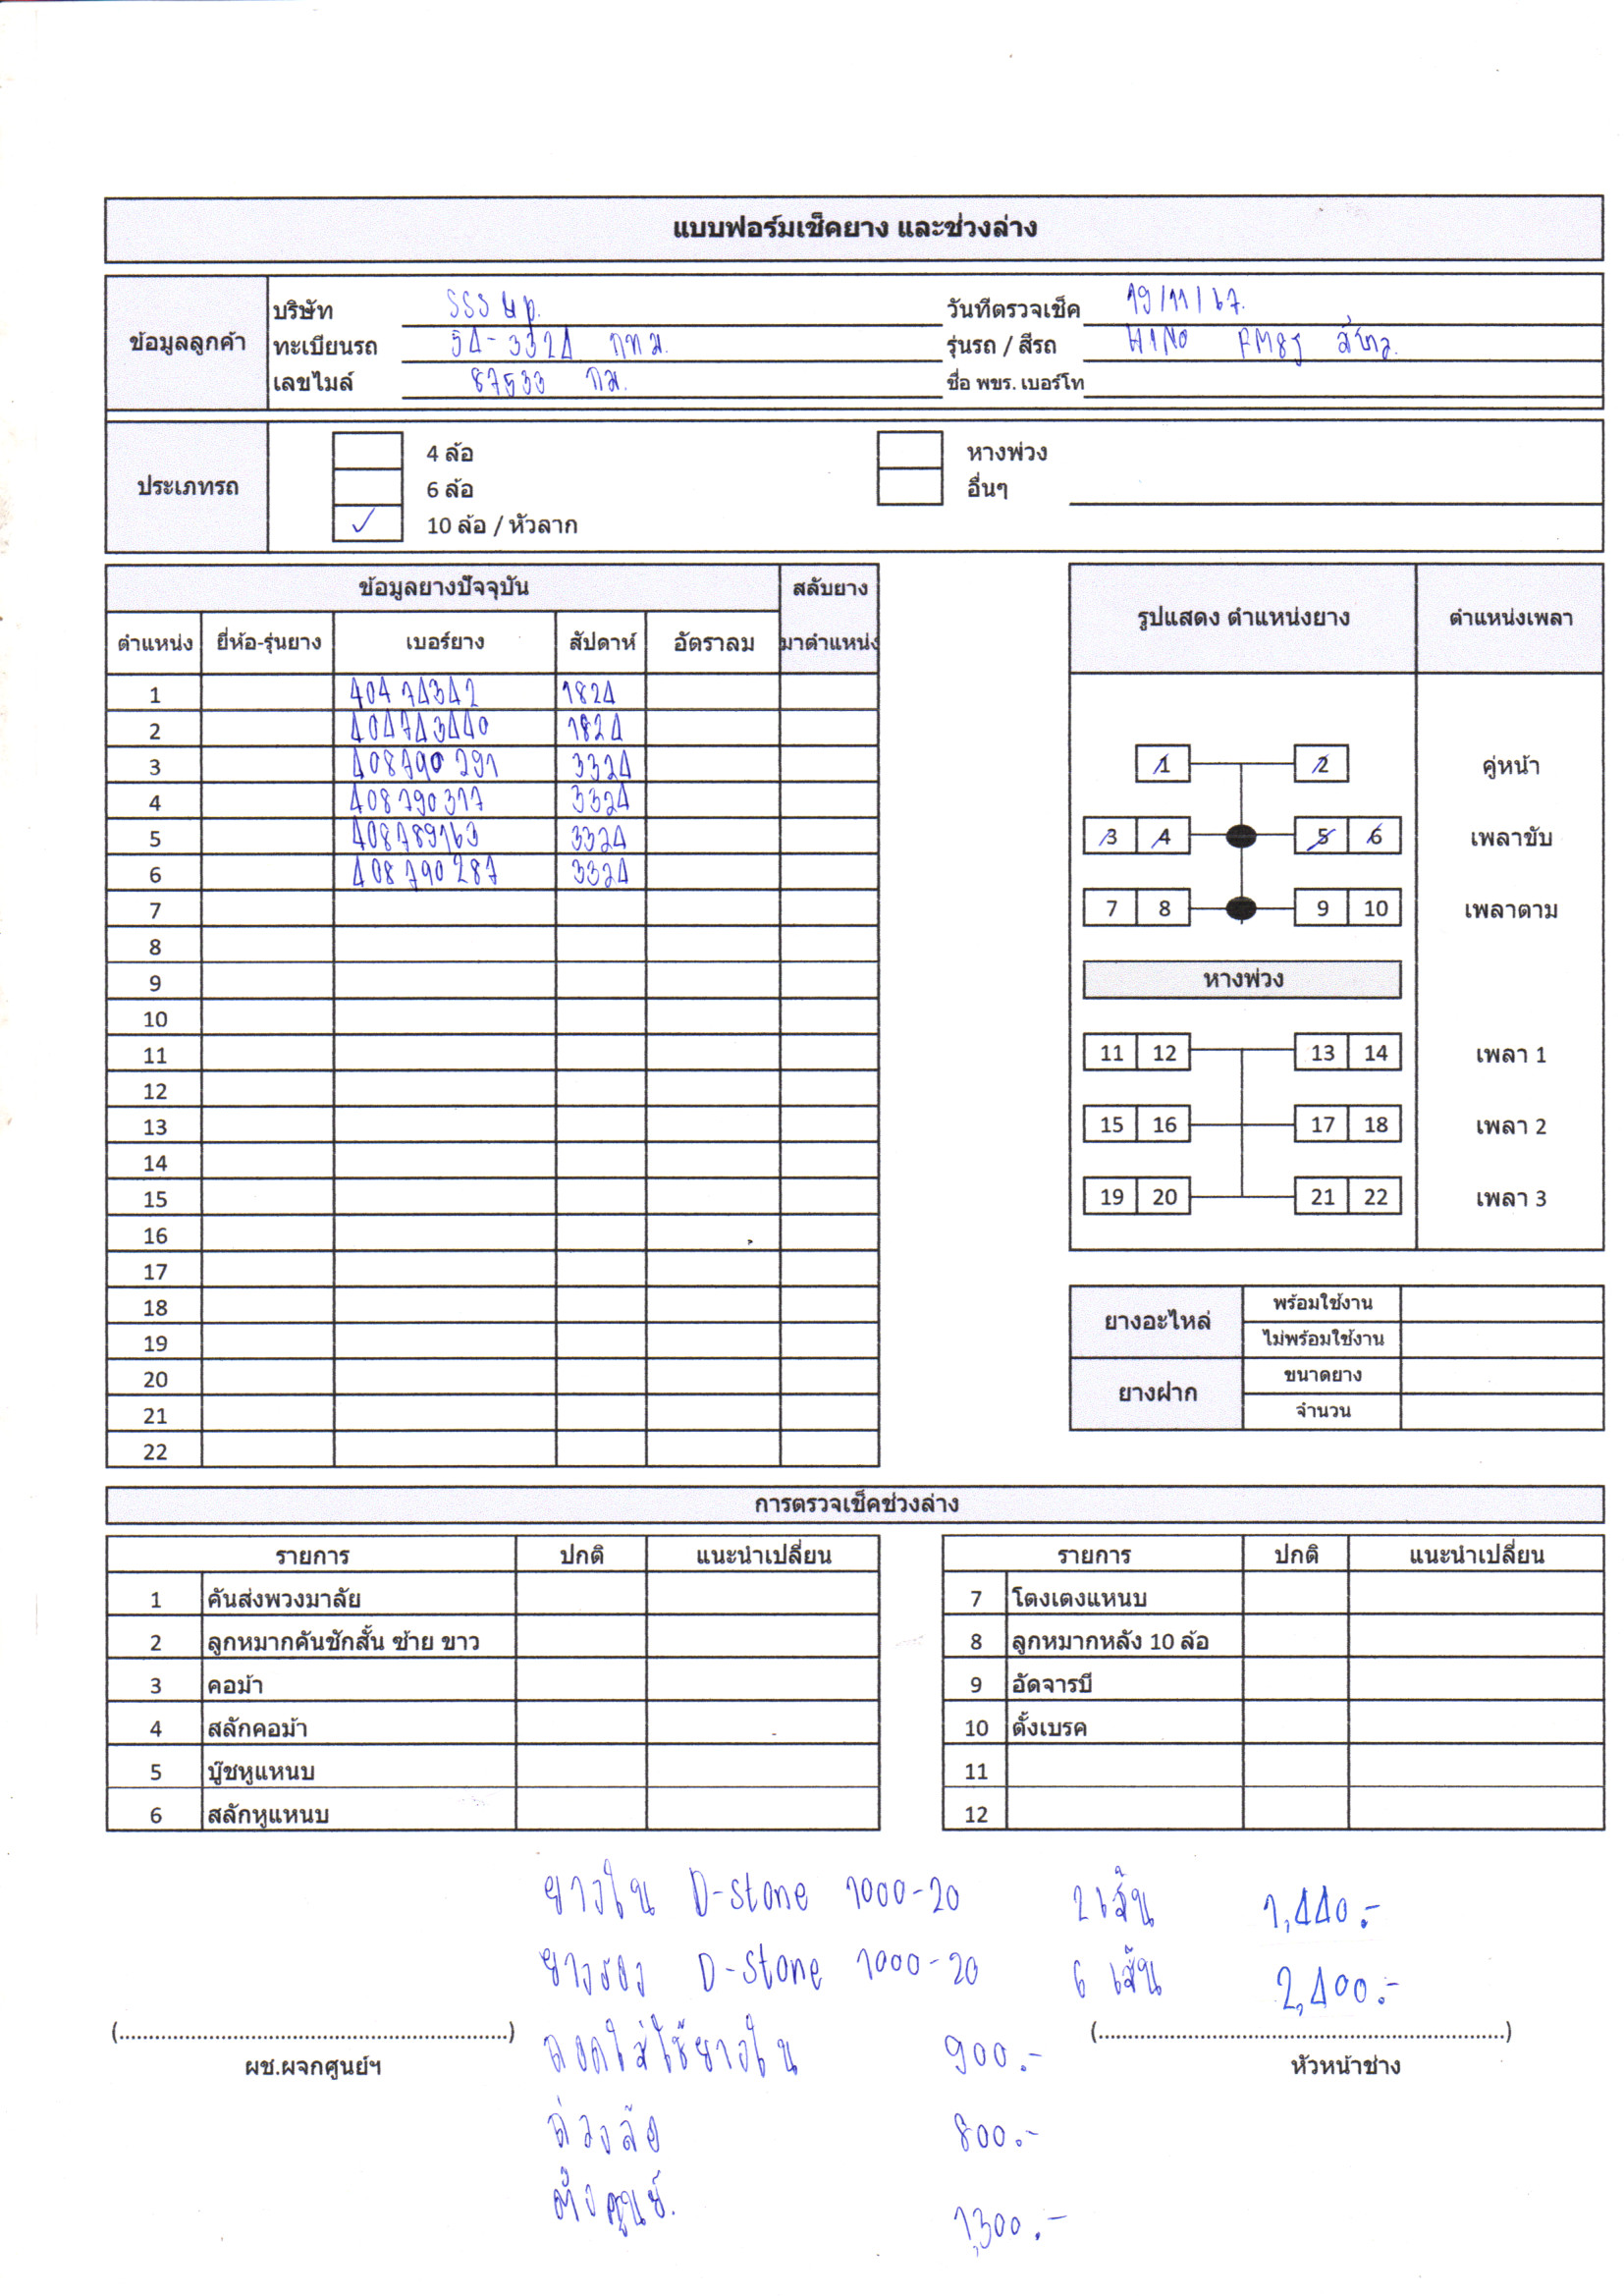 แบบฟอร์มเช็คยาง และช่วงล่าง
ข้อมูลลูกค้า
บริษัท
วันที่ตรวจเช็ค 19/11/67.
ทะเบียนรถ 54-3324 กทม.
รุ่นรถ / สีรถ HINO FM8J
เลขไมล์ 87533 กม.
ชื่อ พขร. เบอร์โท
ประเภทรถ
4 ล้อ หางพ่วง
6 ล้อ อื่นๆ
✓ 10 ล้อ / หัวลาก
ข้อมูลยางปัจจุบัน สลับยาง
ตำแหน่ง ยี่ห้อ-รุ่นยาง เบอร์ยาง สัปดาห์ อัตราลม มาตำแหน่ง
1 40474342 1824
2 404743440 1824
3 408790291 3324
4 408790317 3324
5 408789163 3324
6 408790287 3324
7
8
9
10
11
12
13
14
15
16
17
18
19
20
21
22
รูปแสดง ตำแหน่งยาง ตำแหน่งเพลา
1 2 คู่หน้า
3 4 5 6 เพลาขับ
7 8 9 10 เพลาตาม
หางพ่วง
11 12 13 14 เพลา 1
15 16 17 18 เพลา 2
19 20 21 22 เพลา 3
ยางอะไหล่ พร้อมใช้งาน
ไม่พร้อมใช้งาน
ยางฝาก ขนาดยาง
จำนวน
การตรวจเช็คช่วงล่าง
รายการ ปกติ แนะนำเปลี่ยน รายการ ปกติ แนะนำเปลี่ยน
1 คันส่งพวงมาลัย 7 โตงเตงแหนบ
2 ลูกหมากคันชักสั้น ซ้าย ขาว 8 ลูกหมากหลัง 10 ล้อ
3 คอม้า 9 อัดจารบี
4 สลักคอม้า 10 ตั้งเบรค
5 บู๊ชหูแหนบ 11
6 สลักหูแหนบ 12
ยางใน D-Stone 1000-20 2 เส้น 1,440.-
ยางรอง D-Stone 1000-20 6 เส้น 2,400.-
(..........) (..........)
ผช.ผจกศูนย์ฯ ถอดใส่ใช้ยางใน 900.- หัวหน้าช่าง
ถ่วงล้อ 800.-
ตั้งศูนย์. 1,300.-